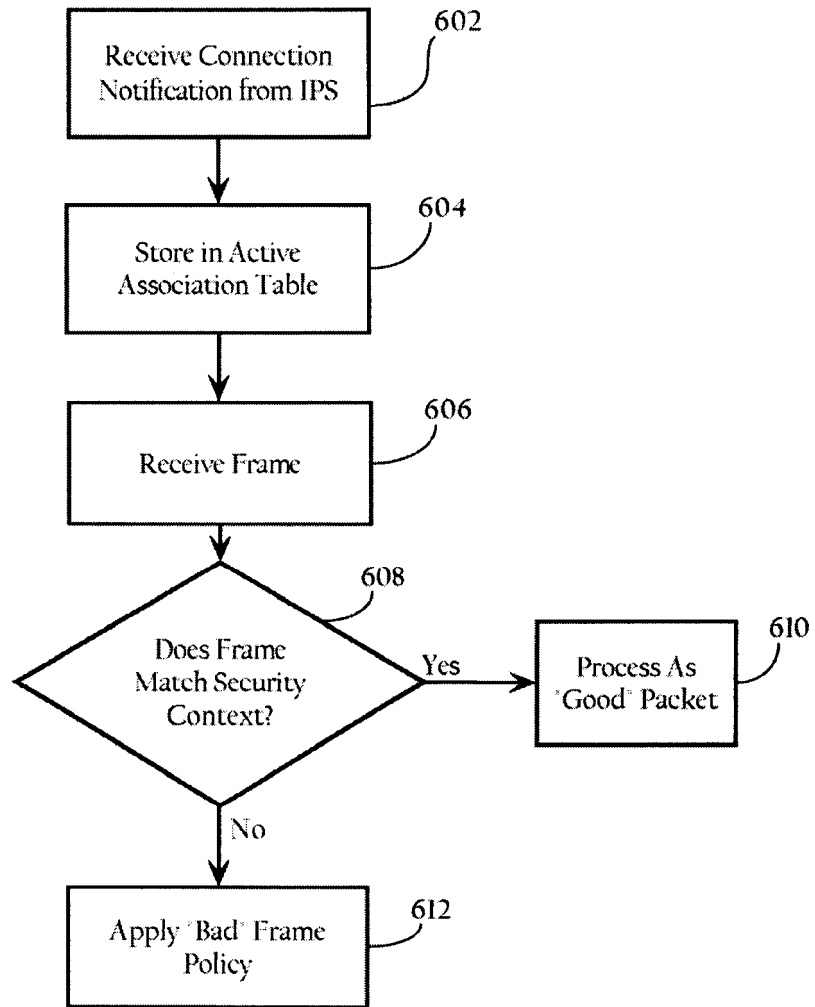 Receive Connection
Notification from IPS
602
Store in Active
Association Table
604
Receive Frame
606
Does Frame
Match Security
Context?
608
Yes
Process As
"Good" Packet
610
No
Apply "Bad" Frame
Policy
612